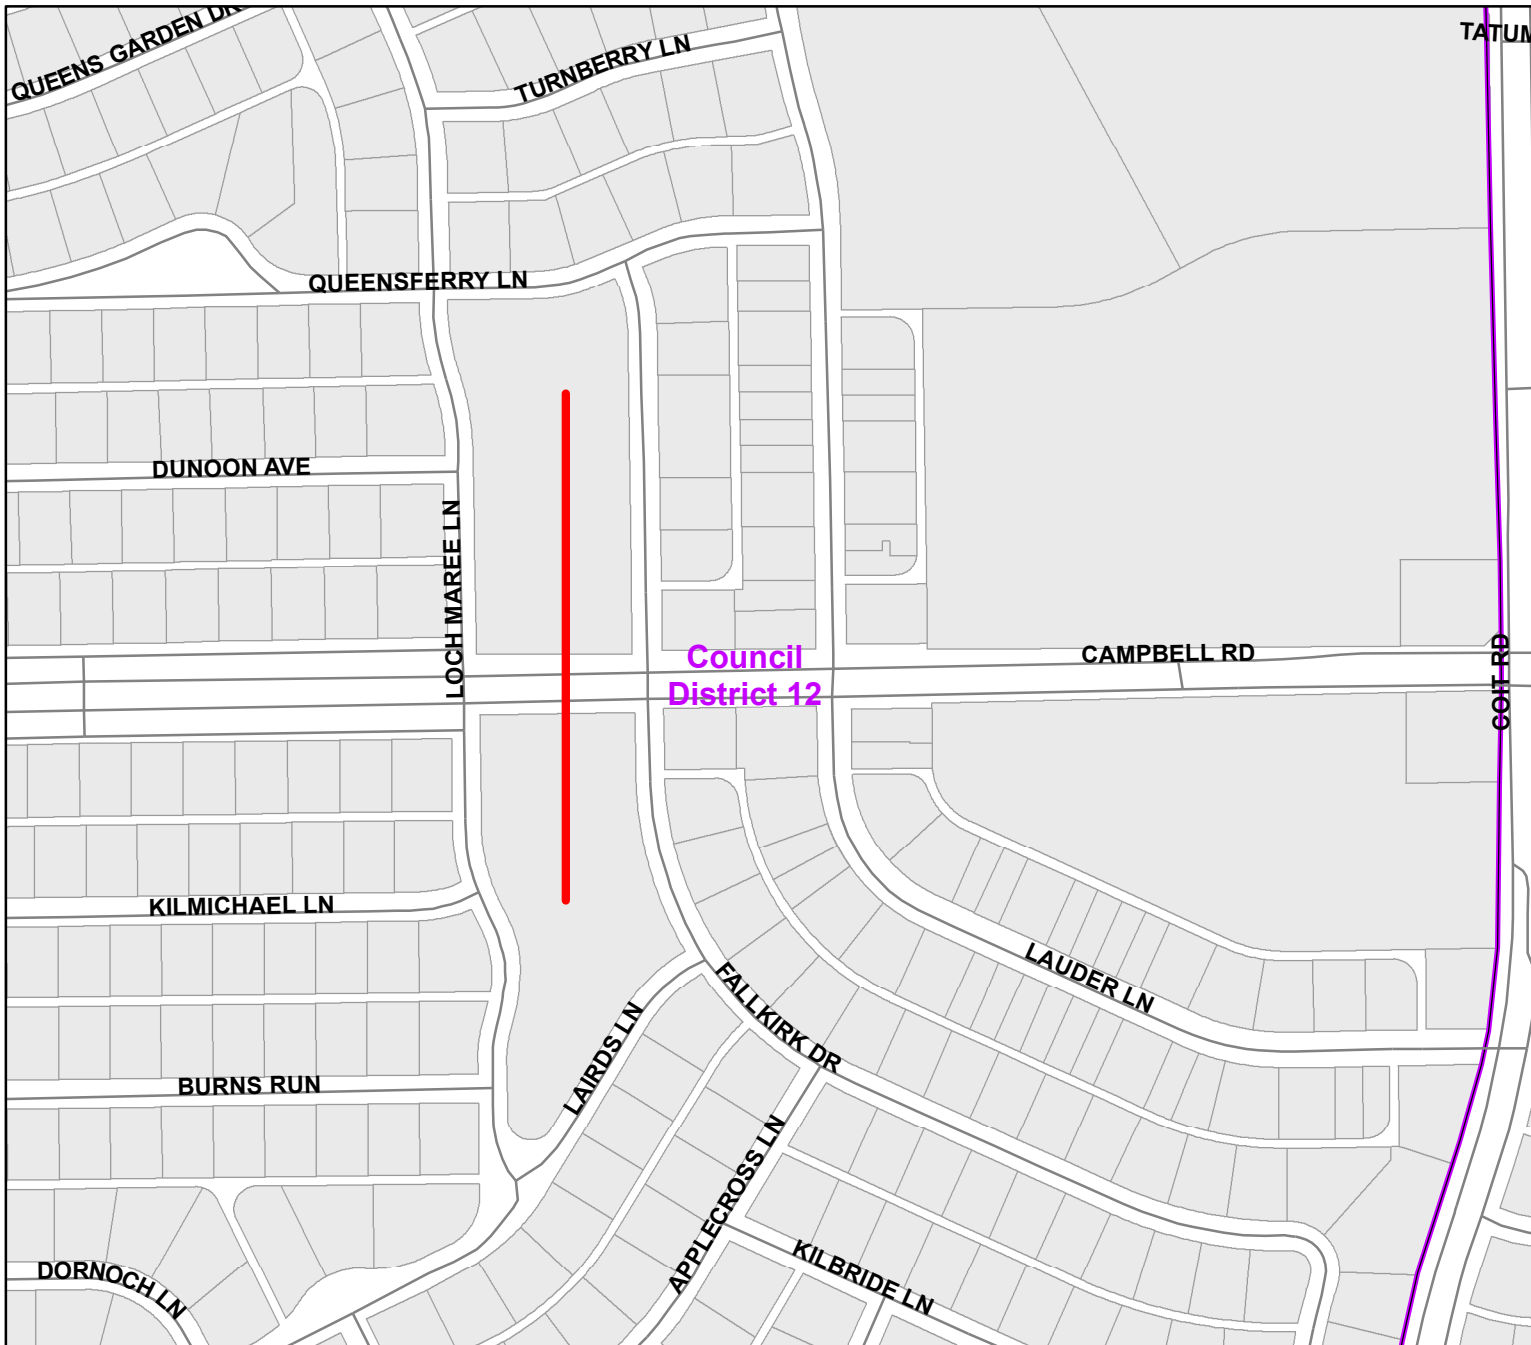 QUEENS GARDEN DR
TATUM
TURNBERRY LN
QUEENSFERRY LN
DUNOON AVE
LOCH MAREE LN
Council
District 12
CAMPBELL RD
COIT RD
KILMICHAEL LN
LAUDER LN
FALLKIRK DR
LAIRDS LN
BURNS RUN
APPLECROSS LN
KILBRIDE LN
DORNOCH LN